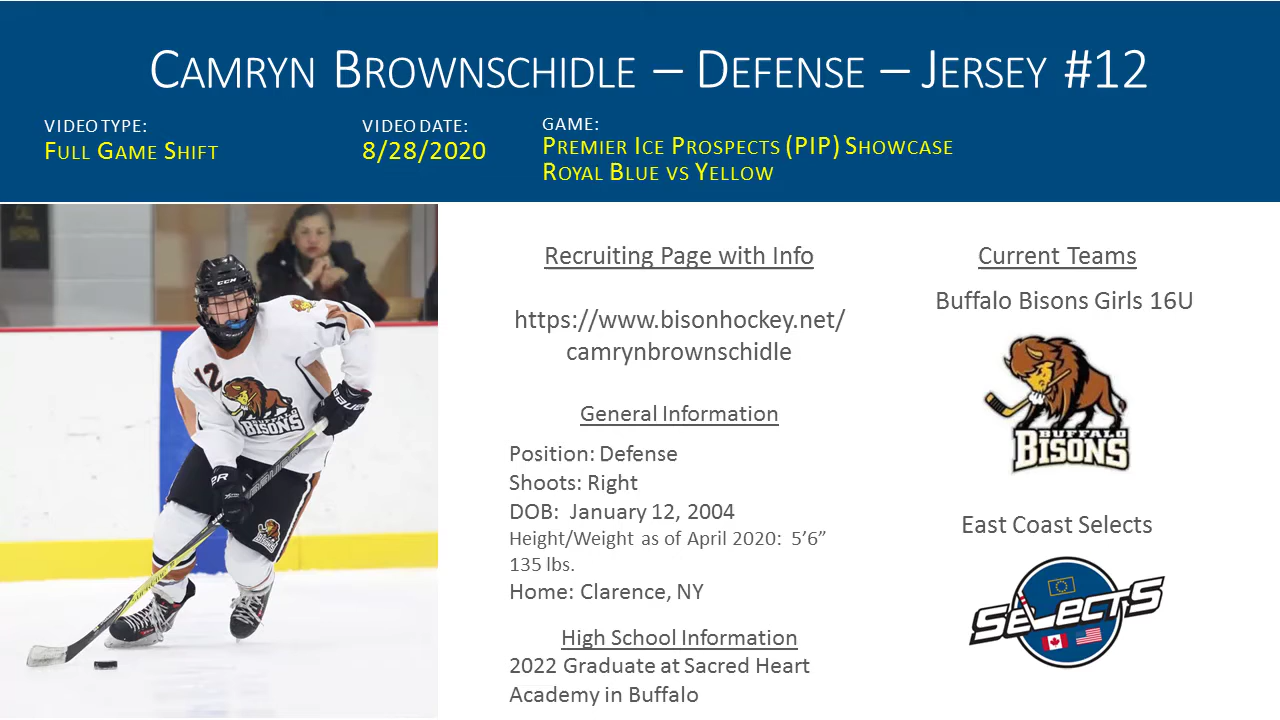 Camryn Brownschidle – Defense – Jersey #12
Video Type:
Full Game Shift
Video Date:
8/28/2020
Game:
Premier Ice Prospects (PIP) Showcase
Royal Blue vs Yellow
CCM
12
BUFFALO
BISONS
BAUER
BAUER
Recruiting Page with Info
https://www.bisonhockey.net/
camrynbrownschidle
General Information
Position: Defense
Shoots: Right
DOB:  January 12, 2004
Height/Weight as of April 2020:  5’6”
135 lbs.
Home: Clarence, NY
High School Information
2022 Graduate at Sacred Heart
Academy in Buffalo
Current Teams
Buffalo Bisons Girls 16U
BUFFALO
BISONS
East Coast Selects
SELECTS